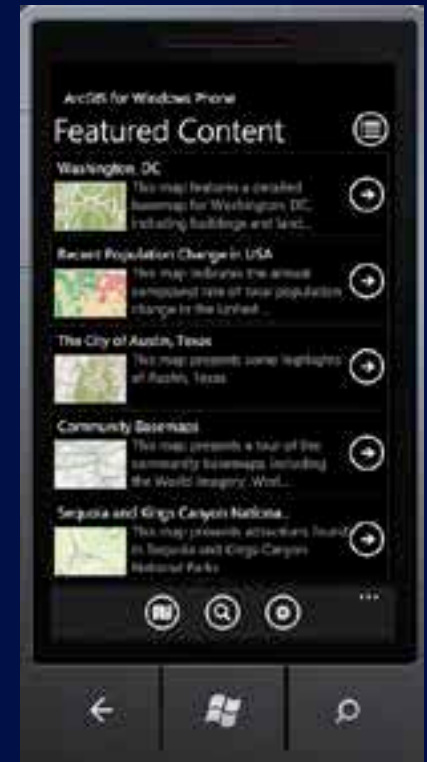 ArcGIS for Windows Phone
Featured Content
Washington, DC
This map features a detailed
basemap for Washington, DC,
including buildings and land...
Recent Population Change in USA
This map indicates the annual
compound rate of total population
change in the United ...
The City of Austin, Texas
This map presents some highlights
of Austin, Texas
Community Basemaps
This map presents a tour of the
community basemaps, including
the World Imagery, Worl...
Sequoia and Kings Canyon Nationa...
This map presents attractions found
in Sequoia and Kings Canyon
National Parks